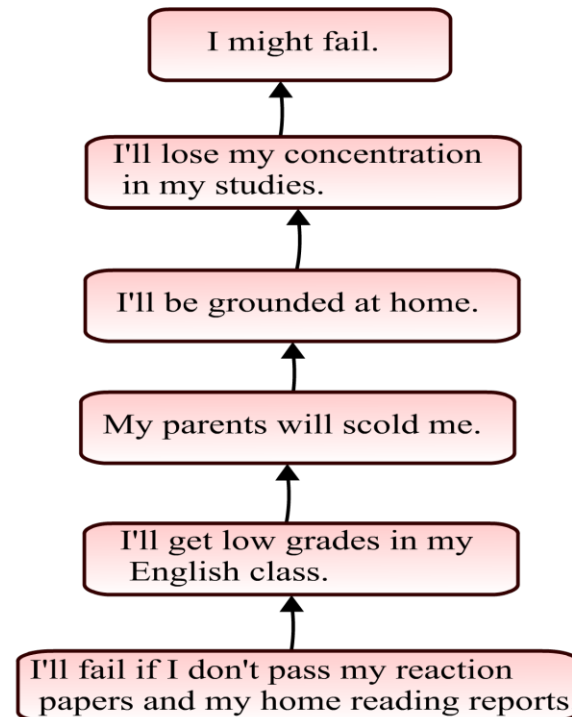 I might fail.
I'll lose my concentration
in my studies.
I'll be grounded at home.
My parents will scold me.
I'll get low grades in my
English class.
I'll fail if I don't pass my reaction
papers and my home reading reports